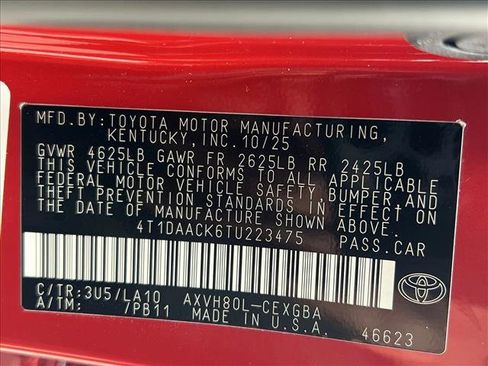 MFD.BY:TOYOTA MOTOR MANUFACTURING,
KENTUCKY,INC.10/25
GVWR 4625LB GAWR FR 2625LB RR 2425LB
THIS VEHICLE CONFORMS TO ALL APPLICABLE
FEDERAL MOTOR VEHICLE SAFETY,BUMPER,AND
THEFT PREVENTION STANDARDS IN EFFECT ON
THE DATE OF MANUFACTURE SHOWN ABOVE.
4T1DAACK6TU223475 PASS.CAR
C/TR:3U5/LA10 AXVH80L-CEXGBA
A/TM: 7PB11 MADE IN U.S.A.
46623